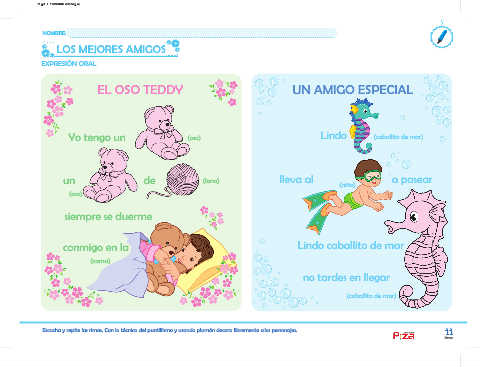 NOMBRE:
LOS MEJORES AMIGOS
EXPRESIÓN ORAL
EL OSO TEDDY
Yo tengo un (oso)
un (oso) de (lana)
siempre se duerme
conmigo en la
(cama)
UN AMIGO ESPECIAL
Lindo (caballito de mar)
lleva al (niño) a pasear
Lindo caballito de mar
no tardes en llegar
(caballito de mar)
Escucha y repite las rimas. Con la técnica del puntillismo y usando plumón decora libremente a los personajes.
11